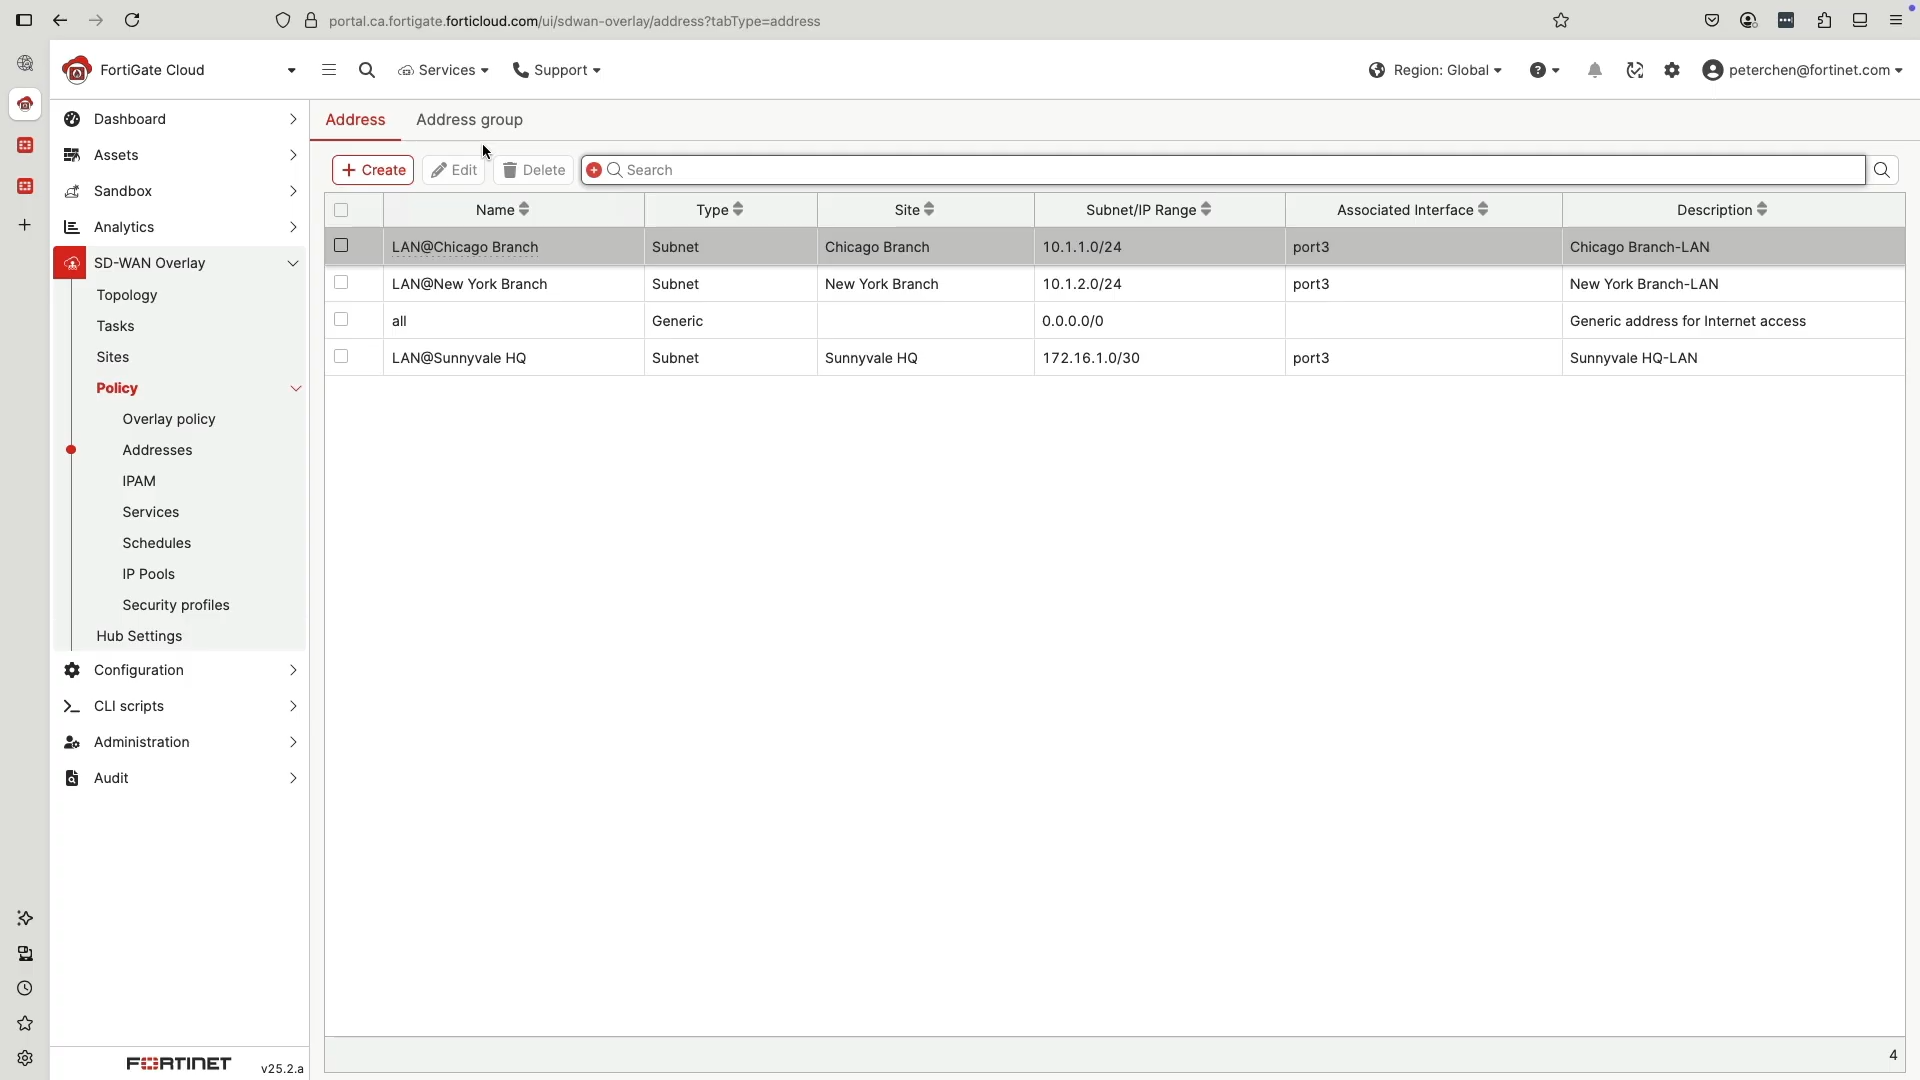 portal.ca.fortigate.forticloud.com/ui/sdwan-overlay/address?tabType=address
FortiGate Cloud
Services
Support
Region: Global
peterchen@fortinet.com
Dashboard
Assets
Sandbox
Analytics
SD-WAN Overlay
Topology
Tasks
Sites
Policy
Overlay policy
Addresses
IPAM
Services
Schedules
IP Pools
Security profiles
Hub Settings
Configuration
CLI scripts
Administration
Audit
FORTINET v25.2.a
Address Address group
Create Edit Delete Search
Name Type Site Subnet/IP Range Associated Interface Description
LAN@Chicago Branch Subnet Chicago Branch 10.1.1.0/24 port3 Chicago Branch-LAN
LAN@New York Branch Subnet New York Branch 10.1.2.0/24 port3 New York Branch-LAN
all Generic 0.0.0.0/0 Generic address for Internet access
LAN@Sunnyvale HQ Subnet Sunnyvale HQ 172.16.1.0/30 port3 Sunnyvale HQ-LAN
4